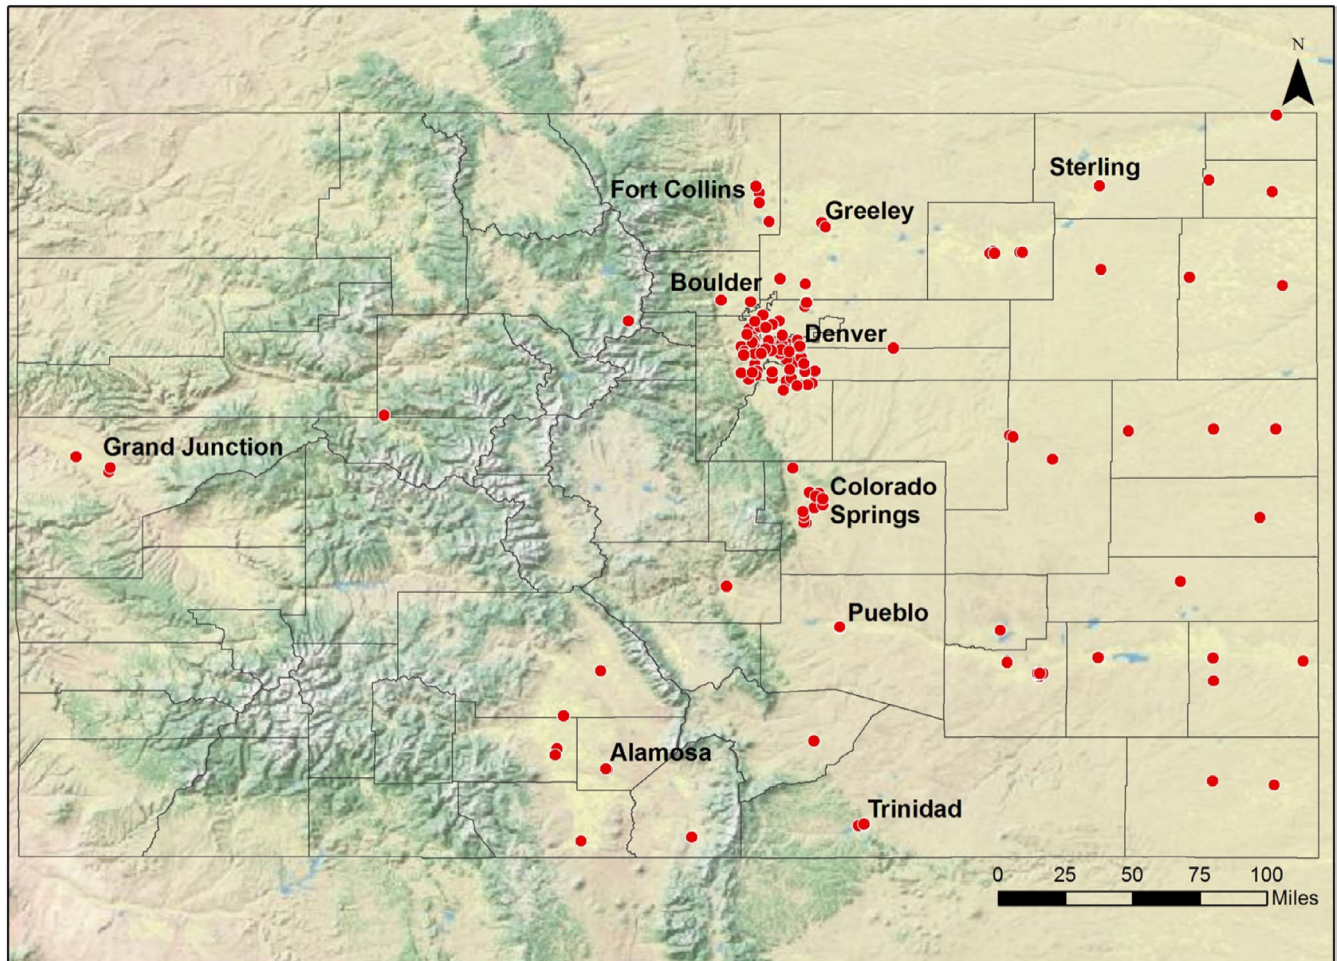 N
Sterling
Fort Collins
Greeley
Boulder
Denver
Grand Junction
Colorado
Springs
Pueblo
Alamosa
Trinidad
0 25 50 75 100
Miles